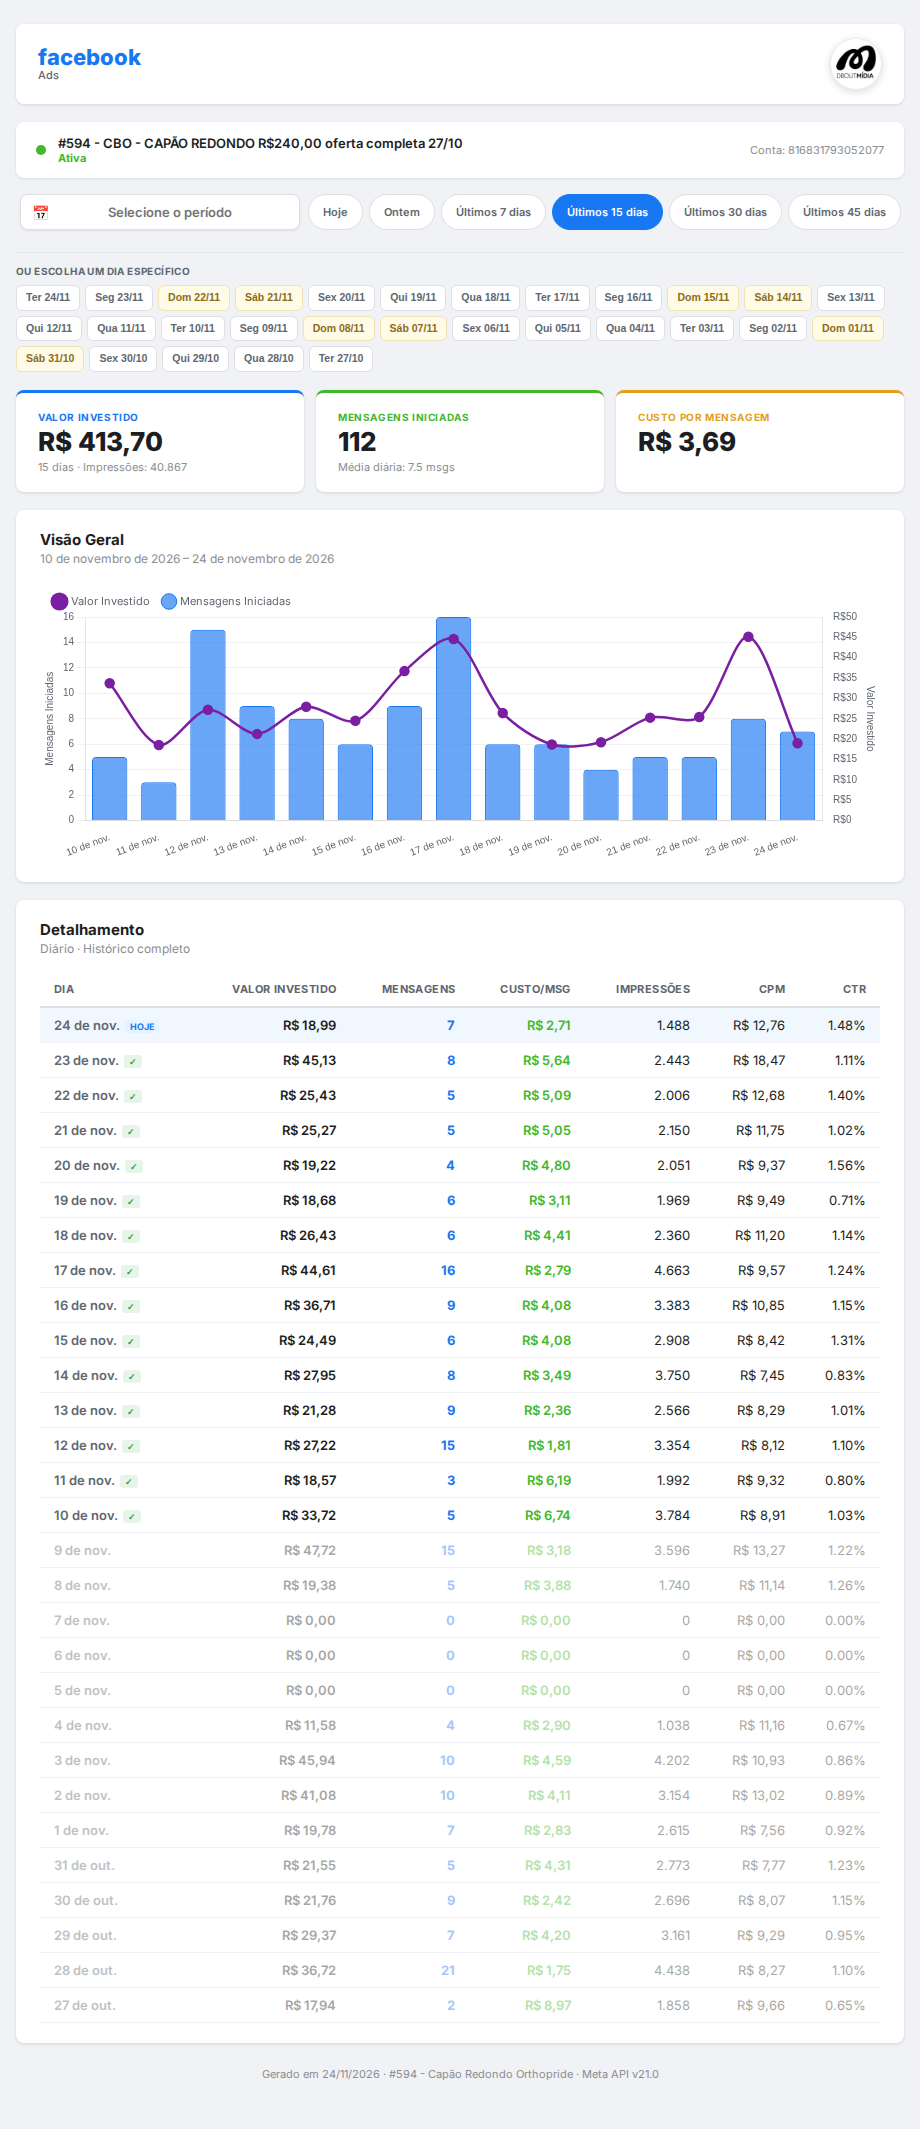 facebook
Ads
DBOUTMÍDIA
#594 - CBO - CAPÃO REDONDO R$240,00 oferta completa 27/10
Ativa
Conta: 816831793052077
Selecione o período
Hoje
Ontem
Últimos 7 dias
Últimos 15 dias
Últimos 30 dias
Últimos 45 dias
OU ESCOLHA UM DIA ESPECÍFICO
Ter 24/11 Seg 23/11 Dom 22/11 Sáb 21/11 Sex 20/11 Qui 19/11 Qua 18/11 Ter 17/11 Seg 16/11 Dom 15/11 Sáb 14/11 Sex 13/11
Qui 12/11 Qua 11/11 Ter 10/11 Seg 09/11 Dom 08/11 Sáb 07/11 Sex 06/11 Qui 05/11 Qua 04/11 Ter 03/11 Seg 02/11 Dom 01/11
Sáb 31/10 Sex 30/10 Qui 29/10 Qua 28/10 Ter 27/10
VALOR INVESTIDO
R$ 413,70
15 dias · Impressões: 40.867
MENSAGENS INICIADAS
112
Média diária: 7.5 msgs
CUSTO POR MENSAGEM
R$ 3,69
Visão Geral
10 de novembro de 2026 – 24 de novembro de 2026
Valor Investido Mensagens Iniciadas
Mensagens Iniciadas
16
14
12
10
8
6
4
2
0
R$50
R$45
R$40
R$35
R$30
R$25
R$20
R$15
R$10
R$5
R$0
Valor Investido
10 de nov. 11 de nov. 12 de nov. 13 de nov. 14 de nov. 15 de nov. 16 de nov. 17 de nov. 18 de nov. 19 de nov. 20 de nov. 21 de nov. 22 de nov. 23 de nov. 24 de nov.
Detalhamento
Diário · Histórico completo
DIA VALOR INVESTIDO MENSAGENS CUSTO/MSG IMPRESSÕES CPM CTR
24 de nov. HOJE R$ 18,99 7 R$ 2,71 1.488 R$ 12,76 1.48%
23 de nov. ✓ R$ 45,13 8 R$ 5,64 2.443 R$ 18,47 1.11%
22 de nov. ✓ R$ 25,43 5 R$ 5,09 2.006 R$ 12,68 1.40%
21 de nov. ✓ R$ 25,27 5 R$ 5,05 2.150 R$ 11,75 1.02%
20 de nov. ✓ R$ 19,22 4 R$ 4,80 2.051 R$ 9,37 1.56%
19 de nov. ✓ R$ 18,68 6 R$ 3,11 1.969 R$ 9,49 0.71%
18 de nov. ✓ R$ 26,43 6 R$ 4,41 2.360 R$ 11,20 1.14%
17 de nov. ✓ R$ 44,61 16 R$ 2,79 4.663 R$ 9,57 1.24%
16 de nov. ✓ R$ 36,71 9 R$ 4,08 3.383 R$ 10,85 1.15%
15 de nov. ✓ R$ 24,49 6 R$ 4,08 2.908 R$ 8,42 1.31%
14 de nov. ✓ R$ 27,95 8 R$ 3,49 3.750 R$ 7,45 0.83%
13 de nov. ✓ R$ 21,28 9 R$ 2,36 2.566 R$ 8,29 1.01%
12 de nov. ✓ R$ 27,22 15 R$ 1,81 3.354 R$ 8,12 1.10%
11 de nov. ✓ R$ 18,57 3 R$ 6,19 1.992 R$ 9,32 0.80%
10 de nov. ✓ R$ 33,72 5 R$ 6,74 3.784 R$ 8,91 1.03%
9 de nov. R$ 47,72 15 R$ 3,18 3.596 R$ 13,27 1.22%
8 de nov. R$ 19,38 5 R$ 3,88 1.740 R$ 11,14 1.26%
7 de nov. R$ 0,00 0 R$ 0,00 0 R$ 0,00 0.00%
6 de nov. R$ 0,00 0 R$ 0,00 0 R$ 0,00 0.00%
5 de nov. R$ 0,00 0 R$ 0,00 0 R$ 0,00 0.00%
4 de nov. R$ 11,58 4 R$ 2,90 1.038 R$ 11,16 0.67%
3 de nov. R$ 45,94 10 R$ 4,59 4.202 R$ 10,93 0.86%
2 de nov. R$ 41,08 10 R$ 4,11 3.154 R$ 13,02 0.89%
1 de nov. R$ 19,78 7 R$ 2,83 2.615 R$ 7,56 0.92%
31 de out. R$ 21,55 5 R$ 4,31 2.773 R$ 7,77 1.23%
30 de out. R$ 21,76 9 R$ 2,42 2.696 R$ 8,07 1.15%
29 de out. R$ 29,37 7 R$ 4,20 3.161 R$ 9,29 0.95%
28 de out. R$ 36,72 21 R$ 1,75 4.438 R$ 8,27 1.10%
27 de out. R$ 17,94 2 R$ 8,97 1.858 R$ 9,66 0.65%
Gerado em 24/11/2026 · #594 - Capão Redondo Orthopride · Meta API v21.0